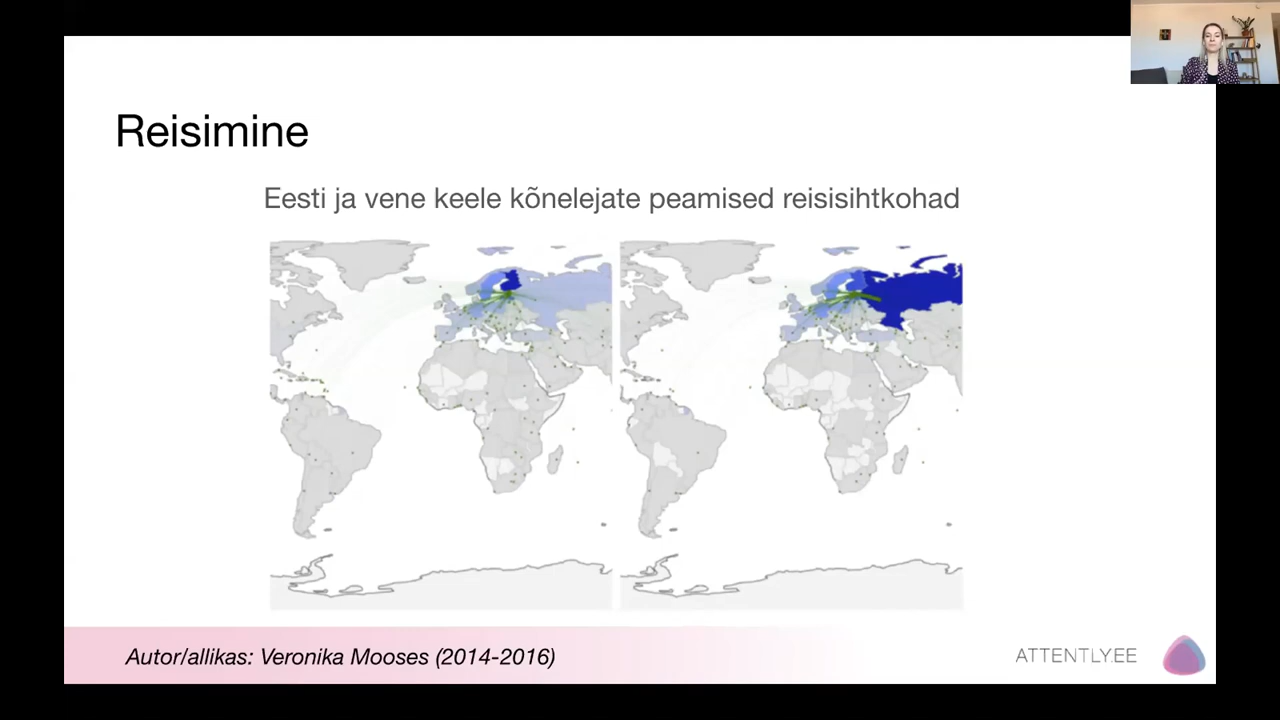 Reisimine
Eesti ja vene keele kõnelejate peamised reisisihtkohad
Autor/allikas: Veronika Mooses (2014-2016)
ATTENTLY.EE